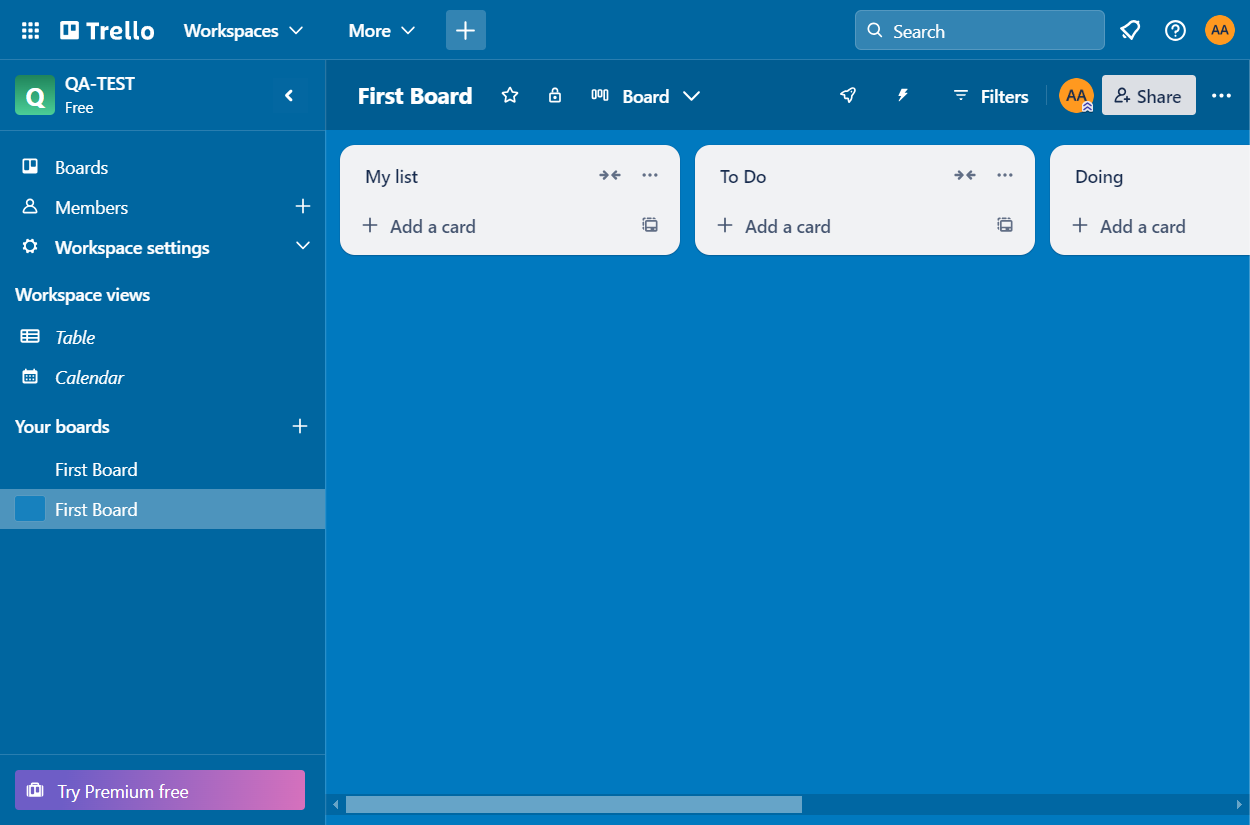 Trello
Workspaces
More
Search
AA
Q
QA-TEST
Free
First Board
Board
Filters
AA
Share
Boards
Members
Workspace settings
Workspace views
Table
Calendar
Your boards
First Board
First Board
Try Premium free
My list
Add a card
To Do
Add a card
Doing
Add a card